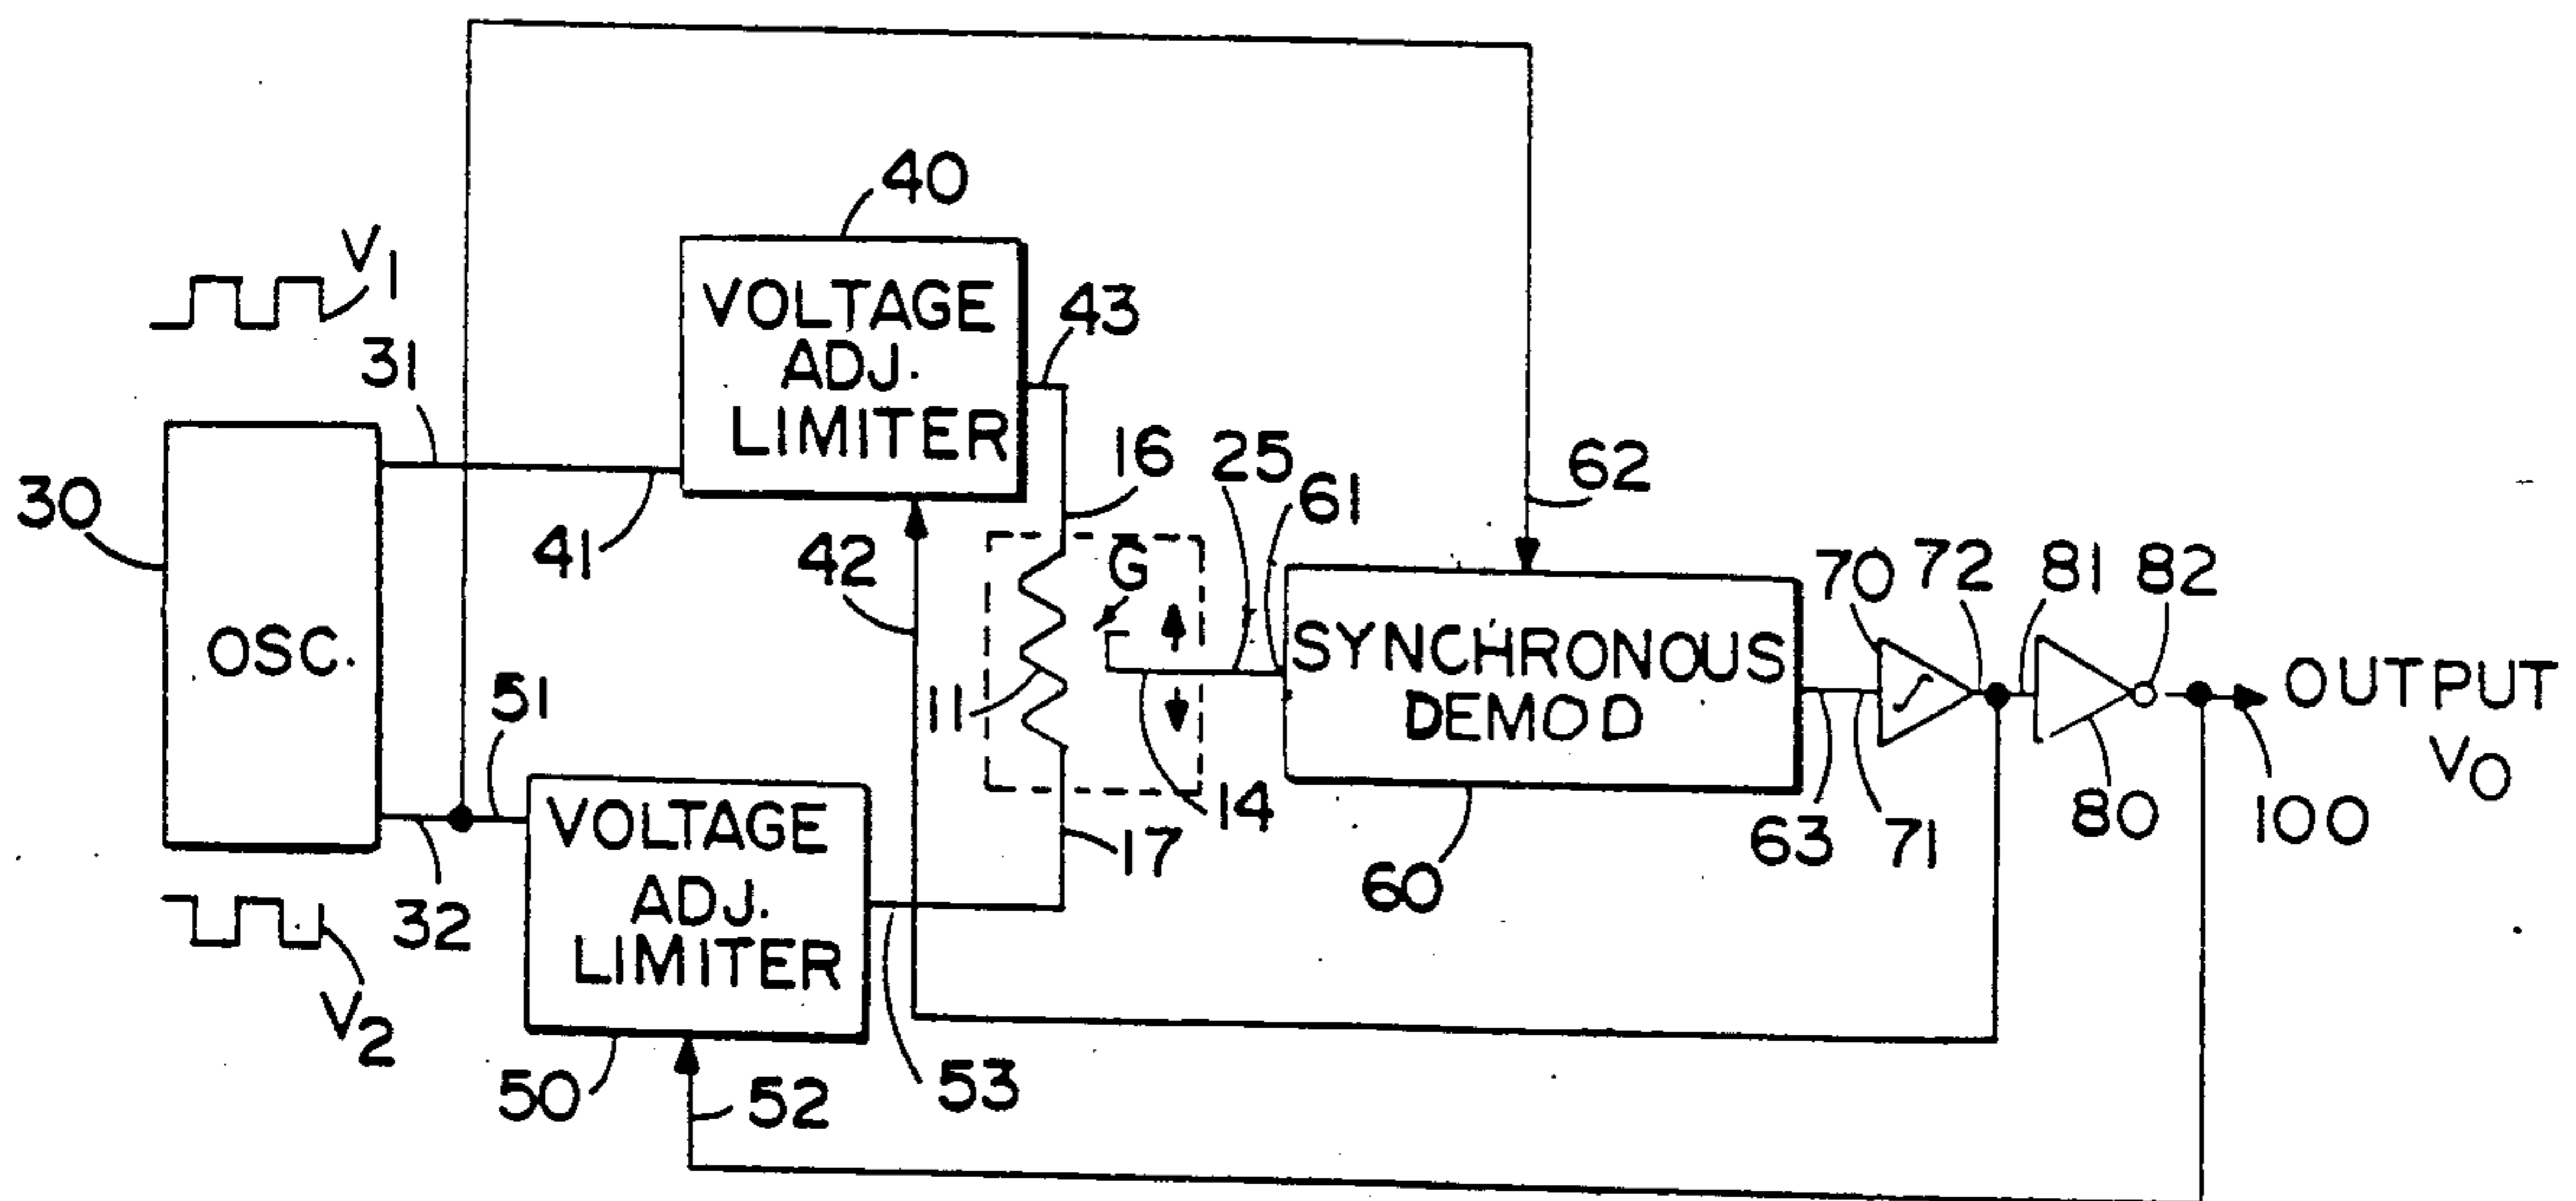 40
V1
VOLTAGE
ADJ.
LIMITER
43
31
16
25
61
62
30
41
42
G
70
72
81
82
OSC.
SYNCHRONOUS
DEMOD
11
51
OUTPUT
VO
14
VOLTAGE
ADJ.
LIMITER
17
60
63
71
80
100
32
V2
50
52
53